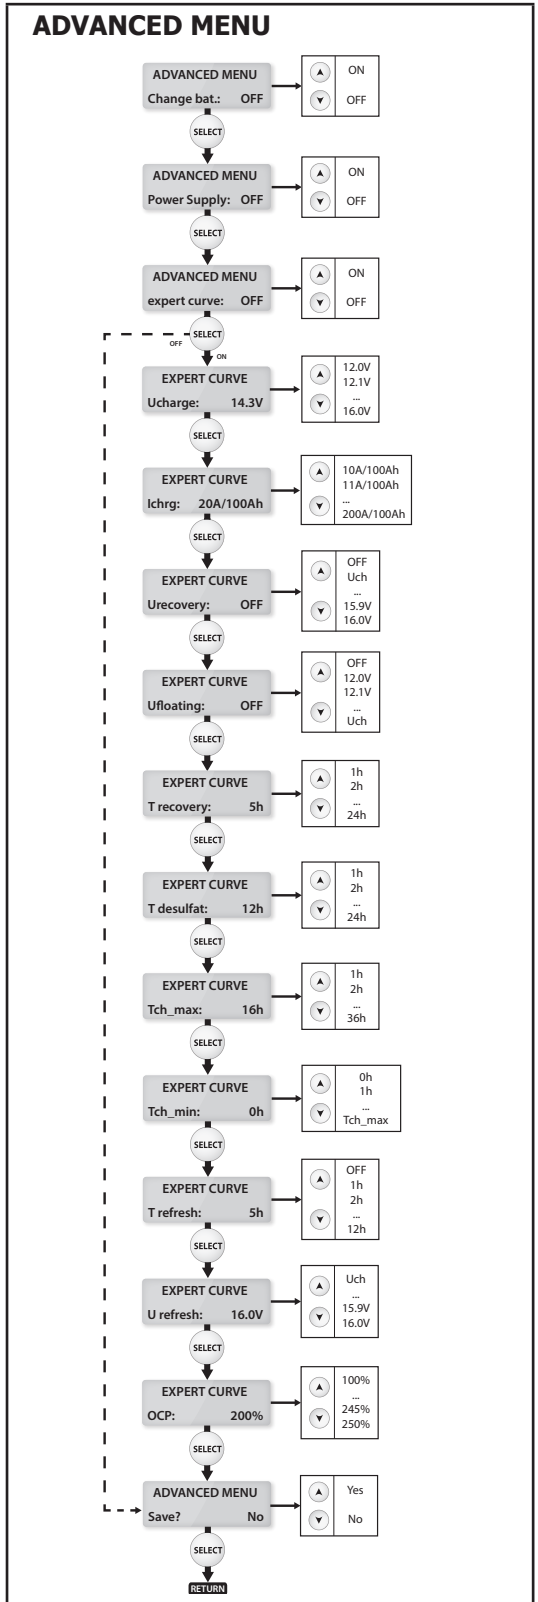 ADVANCED MENU
ADVANCED MENU
Change bat.: OFF
ON
OFF
SELECT
ADVANCED MENU
Power Supply: OFF
ON
OFF
SELECT
ADVANCED MENU
expert curve: OFF
ON
OFF
SELECT
OFF
ON
EXPERT CURVE
Ucharge: 14.3V
12.0V
12.1V
...
16.0V
SELECT
EXPERT CURVE
Ichrg: 20A/100Ah
10A/100Ah
11A/100Ah
...
200A/100Ah
SELECT
EXPERT CURVE
Urecovery: OFF
OFF
Uch
...
15.9V
16.0V
SELECT
EXPERT CURVE
Ufloating: OFF
OFF
12.0V
12.1V
...
Uch
SELECT
EXPERT CURVE
T recovery: 5h
1h
2h
...
24h
SELECT
EXPERT CURVE
T desulfat: 12h
1h
2h
...
24h
SELECT
EXPERT CURVE
Tch_max: 16h
1h
2h
...
36h
SELECT
EXPERT CURVE
Tch_min: 0h
0h
1h
...
Tch_max
SELECT
EXPERT CURVE
T refresh: 5h
OFF
1h
2h
...
12h
SELECT
EXPERT CURVE
U refresh: 16.0V
Uch
...
15.9V
16.0V
SELECT
EXPERT CURVE
OCP: 200%
100%
...
245%
250%
SELECT
ADVANCED MENU
Save? No
Yes
No
SELECT
RETURN